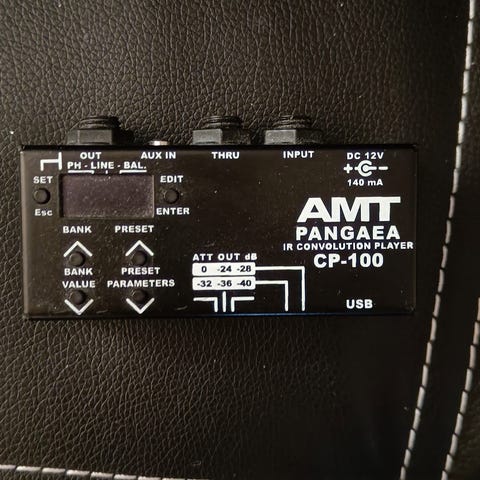 OUT AUX IN THRU INPUT
PH - LINE - BAL.
DC 12V
140 mA
SET EDIT
Esc ENTER
AMT
PANGAEA
IR CONVOLUTION PLAYER
CP-100
BANK PRESET
BANK PRESET
VALUE PARAMETERS
ATT OUT dB
0 -24 -28
-32 -36 -40
USB